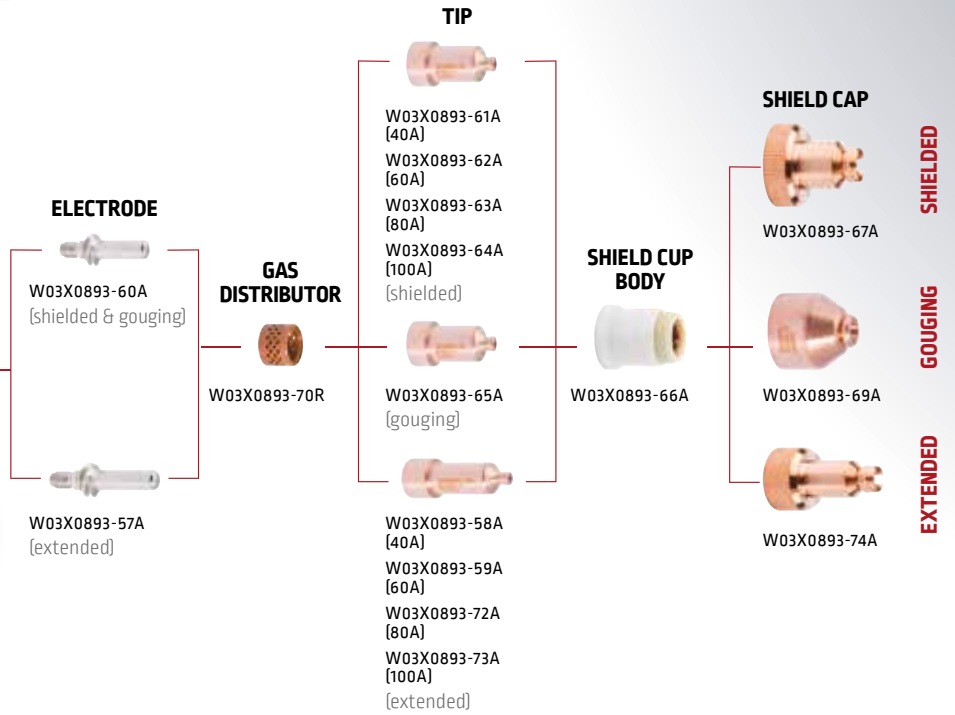 ELECTRODE
W03X0893-60A
(shielded & gouging)
W03X0893-57A
(extended)
GAS
DISTRIBUTOR
W03X0893-70R
TIP
W03X0893-61A
(40A)
W03X0893-62A
(60A)
W03X0893-63A
(80A)
W03X0893-64A
(100A)
(shielded)
W03X0893-65A
(gouging)
W03X0893-58A
(40A)
W03X0893-59A
(60A)
W03X0893-72A
(80A)
W03X0893-73A
(100A)
(extended)
SHIELD CUP
BODY
W03X0893-66A
SHIELD CAP
W03X0893-67A
SHIELDED
W03X0893-69A
GOUGING
W03X0893-74A
EXTENDED